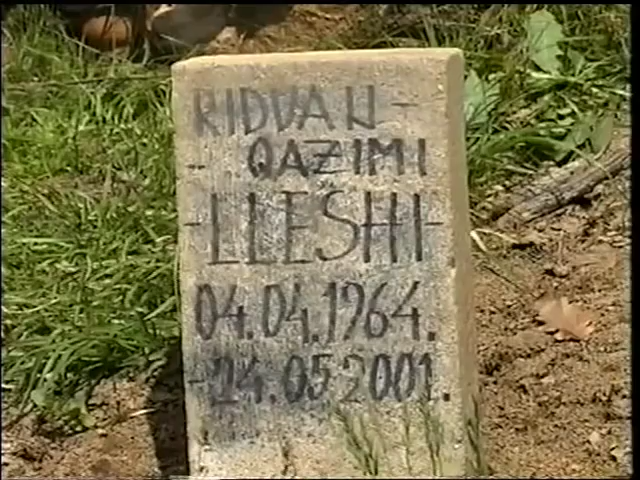 RIDVAN -
- QAZIMI
- LLESHI -
04.04.1964.
- 24.05 2001.